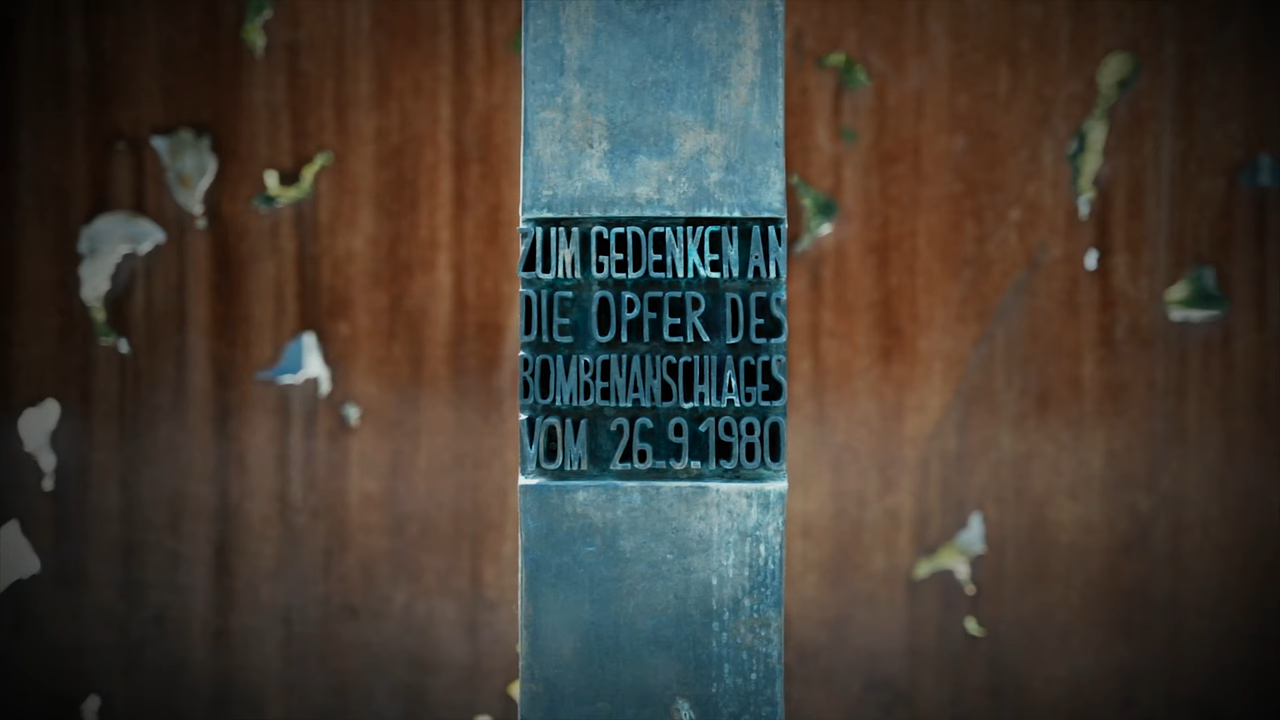 ZUM GEDENKEN AN
DIE OPFER DES
BOMBENANSCHLAGES
VOM 26.9.1980